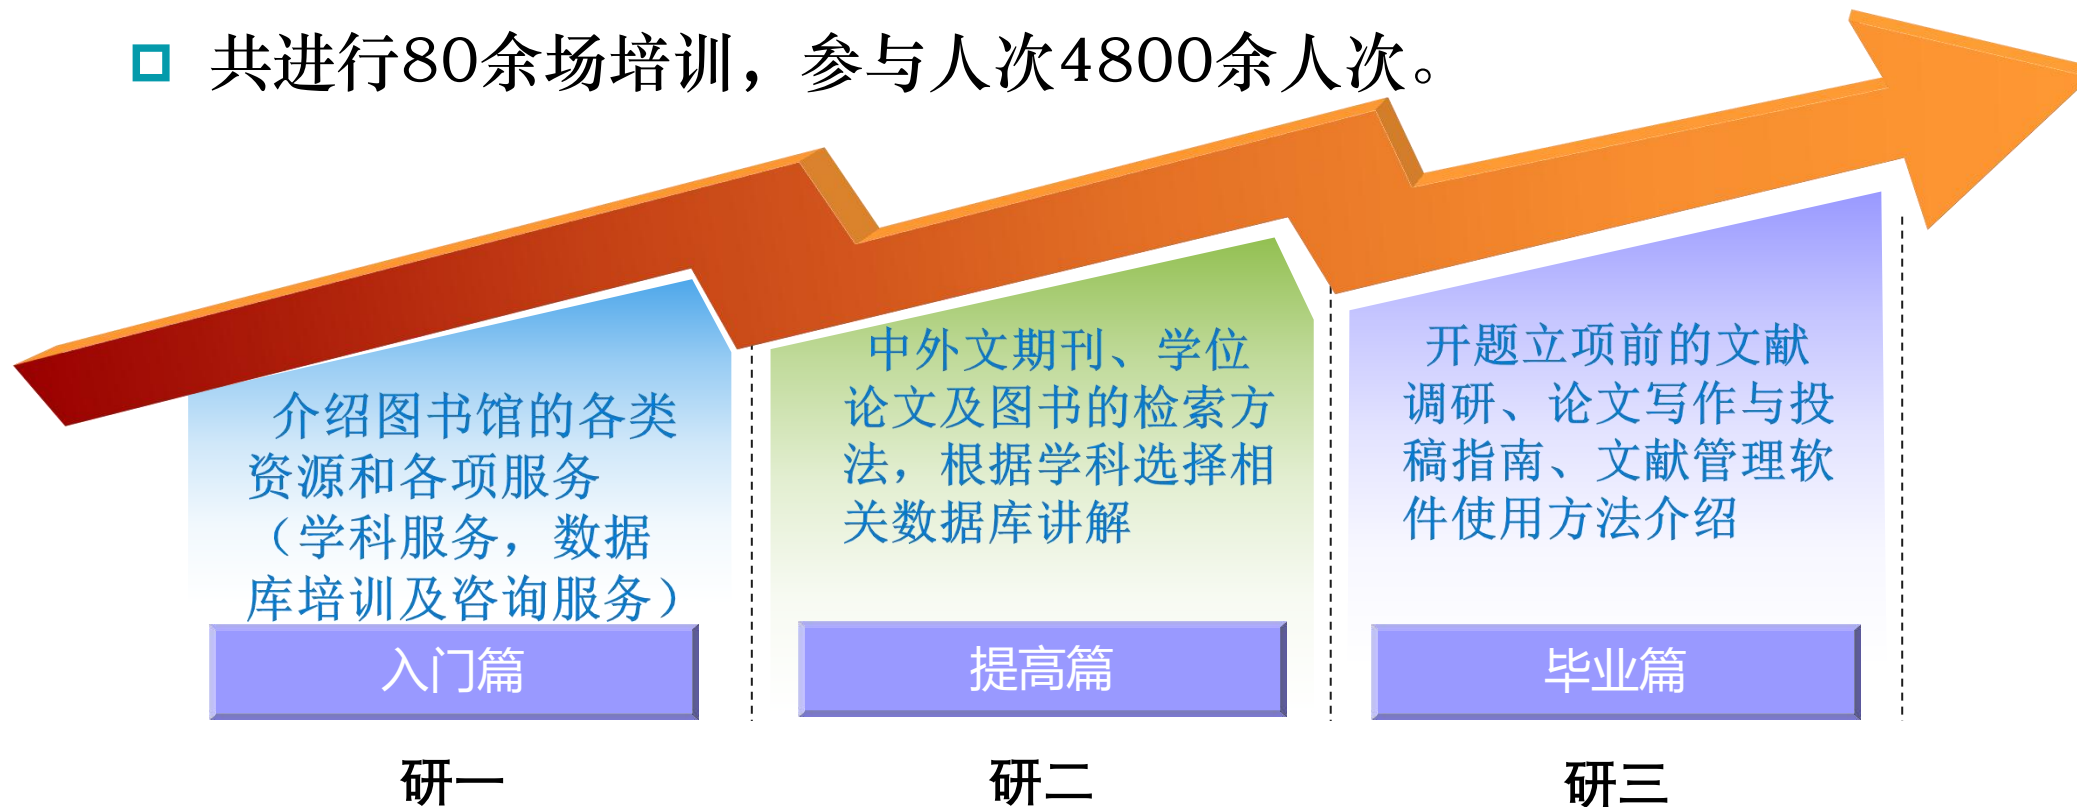 共进行80余场培训，参与人次4800余人次。
介绍图书馆的各类
资源和各项服务
（学科服务，数据
库培训及咨询服务）
入门篇
研一
中外文期刊、学位
论文及图书的检索方
法，根据学科选择相
关数据库讲解
提高篇
研二
开题立项前的文献
调研、论文写作与投
稿指南、文献管理软
件使用方法介绍
毕业篇
研三